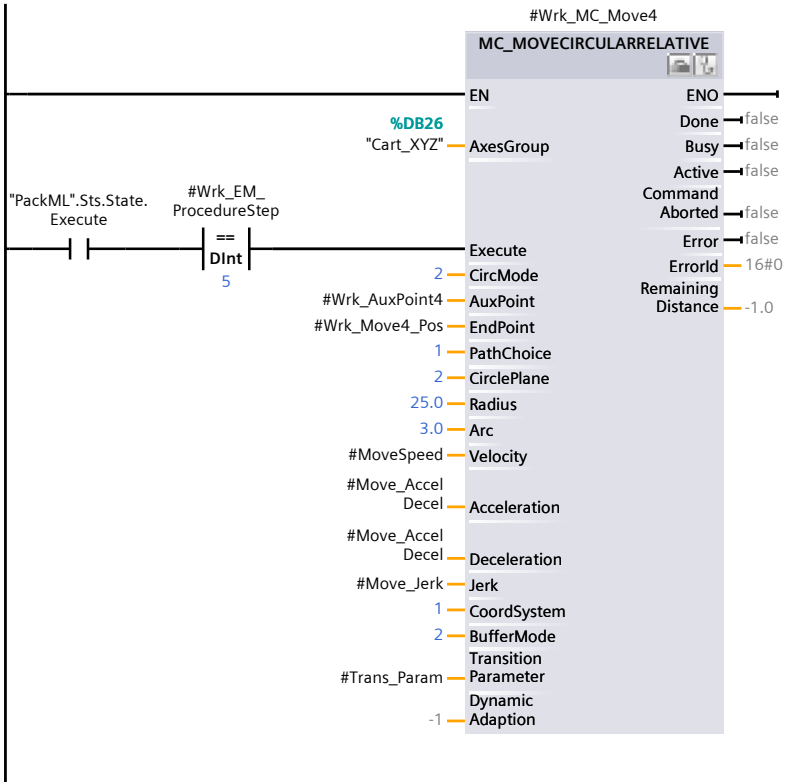 #Wrk_MC_Move4
MC_MOVECIRCULARRELATIVE
EN
ENO
%DB26
"Cart_XYZ"
AxesGroup
Done
false
Busy
false
Active
false
Command
Aborted
false
Error
false
ErrorId
16#0
Remaining
Distance
-1.0
"PackML".Sts.State.
Execute
#Wrk_EM_
ProcedureStep
==
DInt
5
Execute
2
CircMode
#Wrk_AuxPoint4
AuxPoint
#Wrk_Move4_Pos
EndPoint
1
PathChoice
2
CirclePlane
25.0
Radius
3.0
Arc
#MoveSpeed
Velocity
#Move_Accel
Decel
Acceleration
#Move_Accel
Decel
Deceleration
#Move_Jerk
Jerk
1
CoordSystem
2
BufferMode
#Trans_Param
Transition
Parameter
-1
Dynamic
Adaption